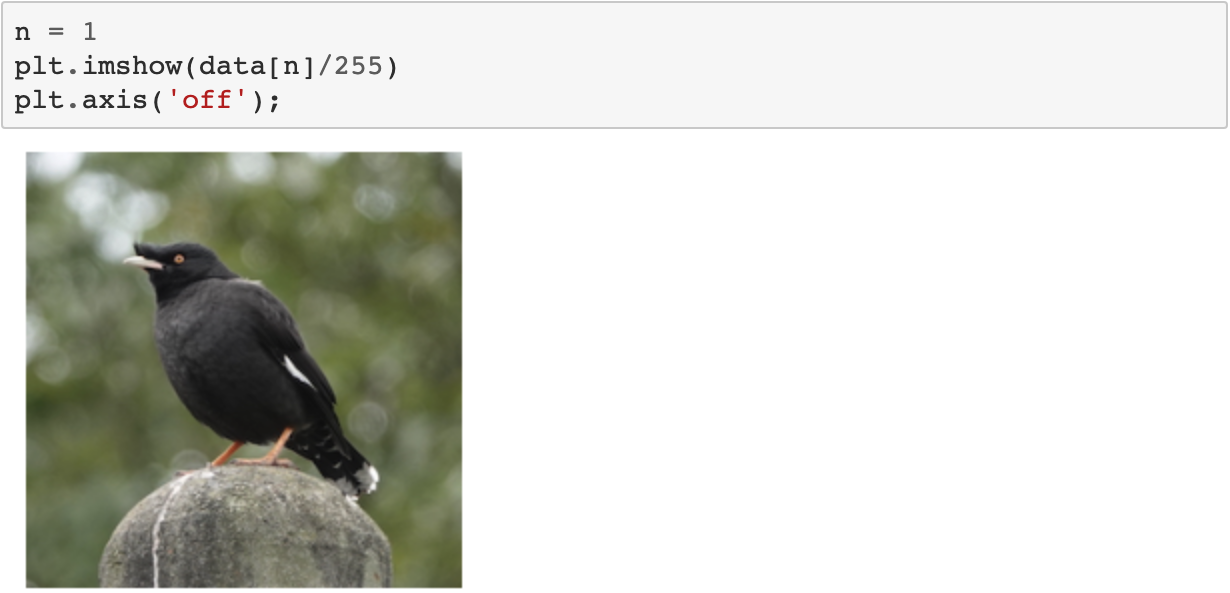 n = 1
plt.imshow(data[n]/255)
plt.axis('off');